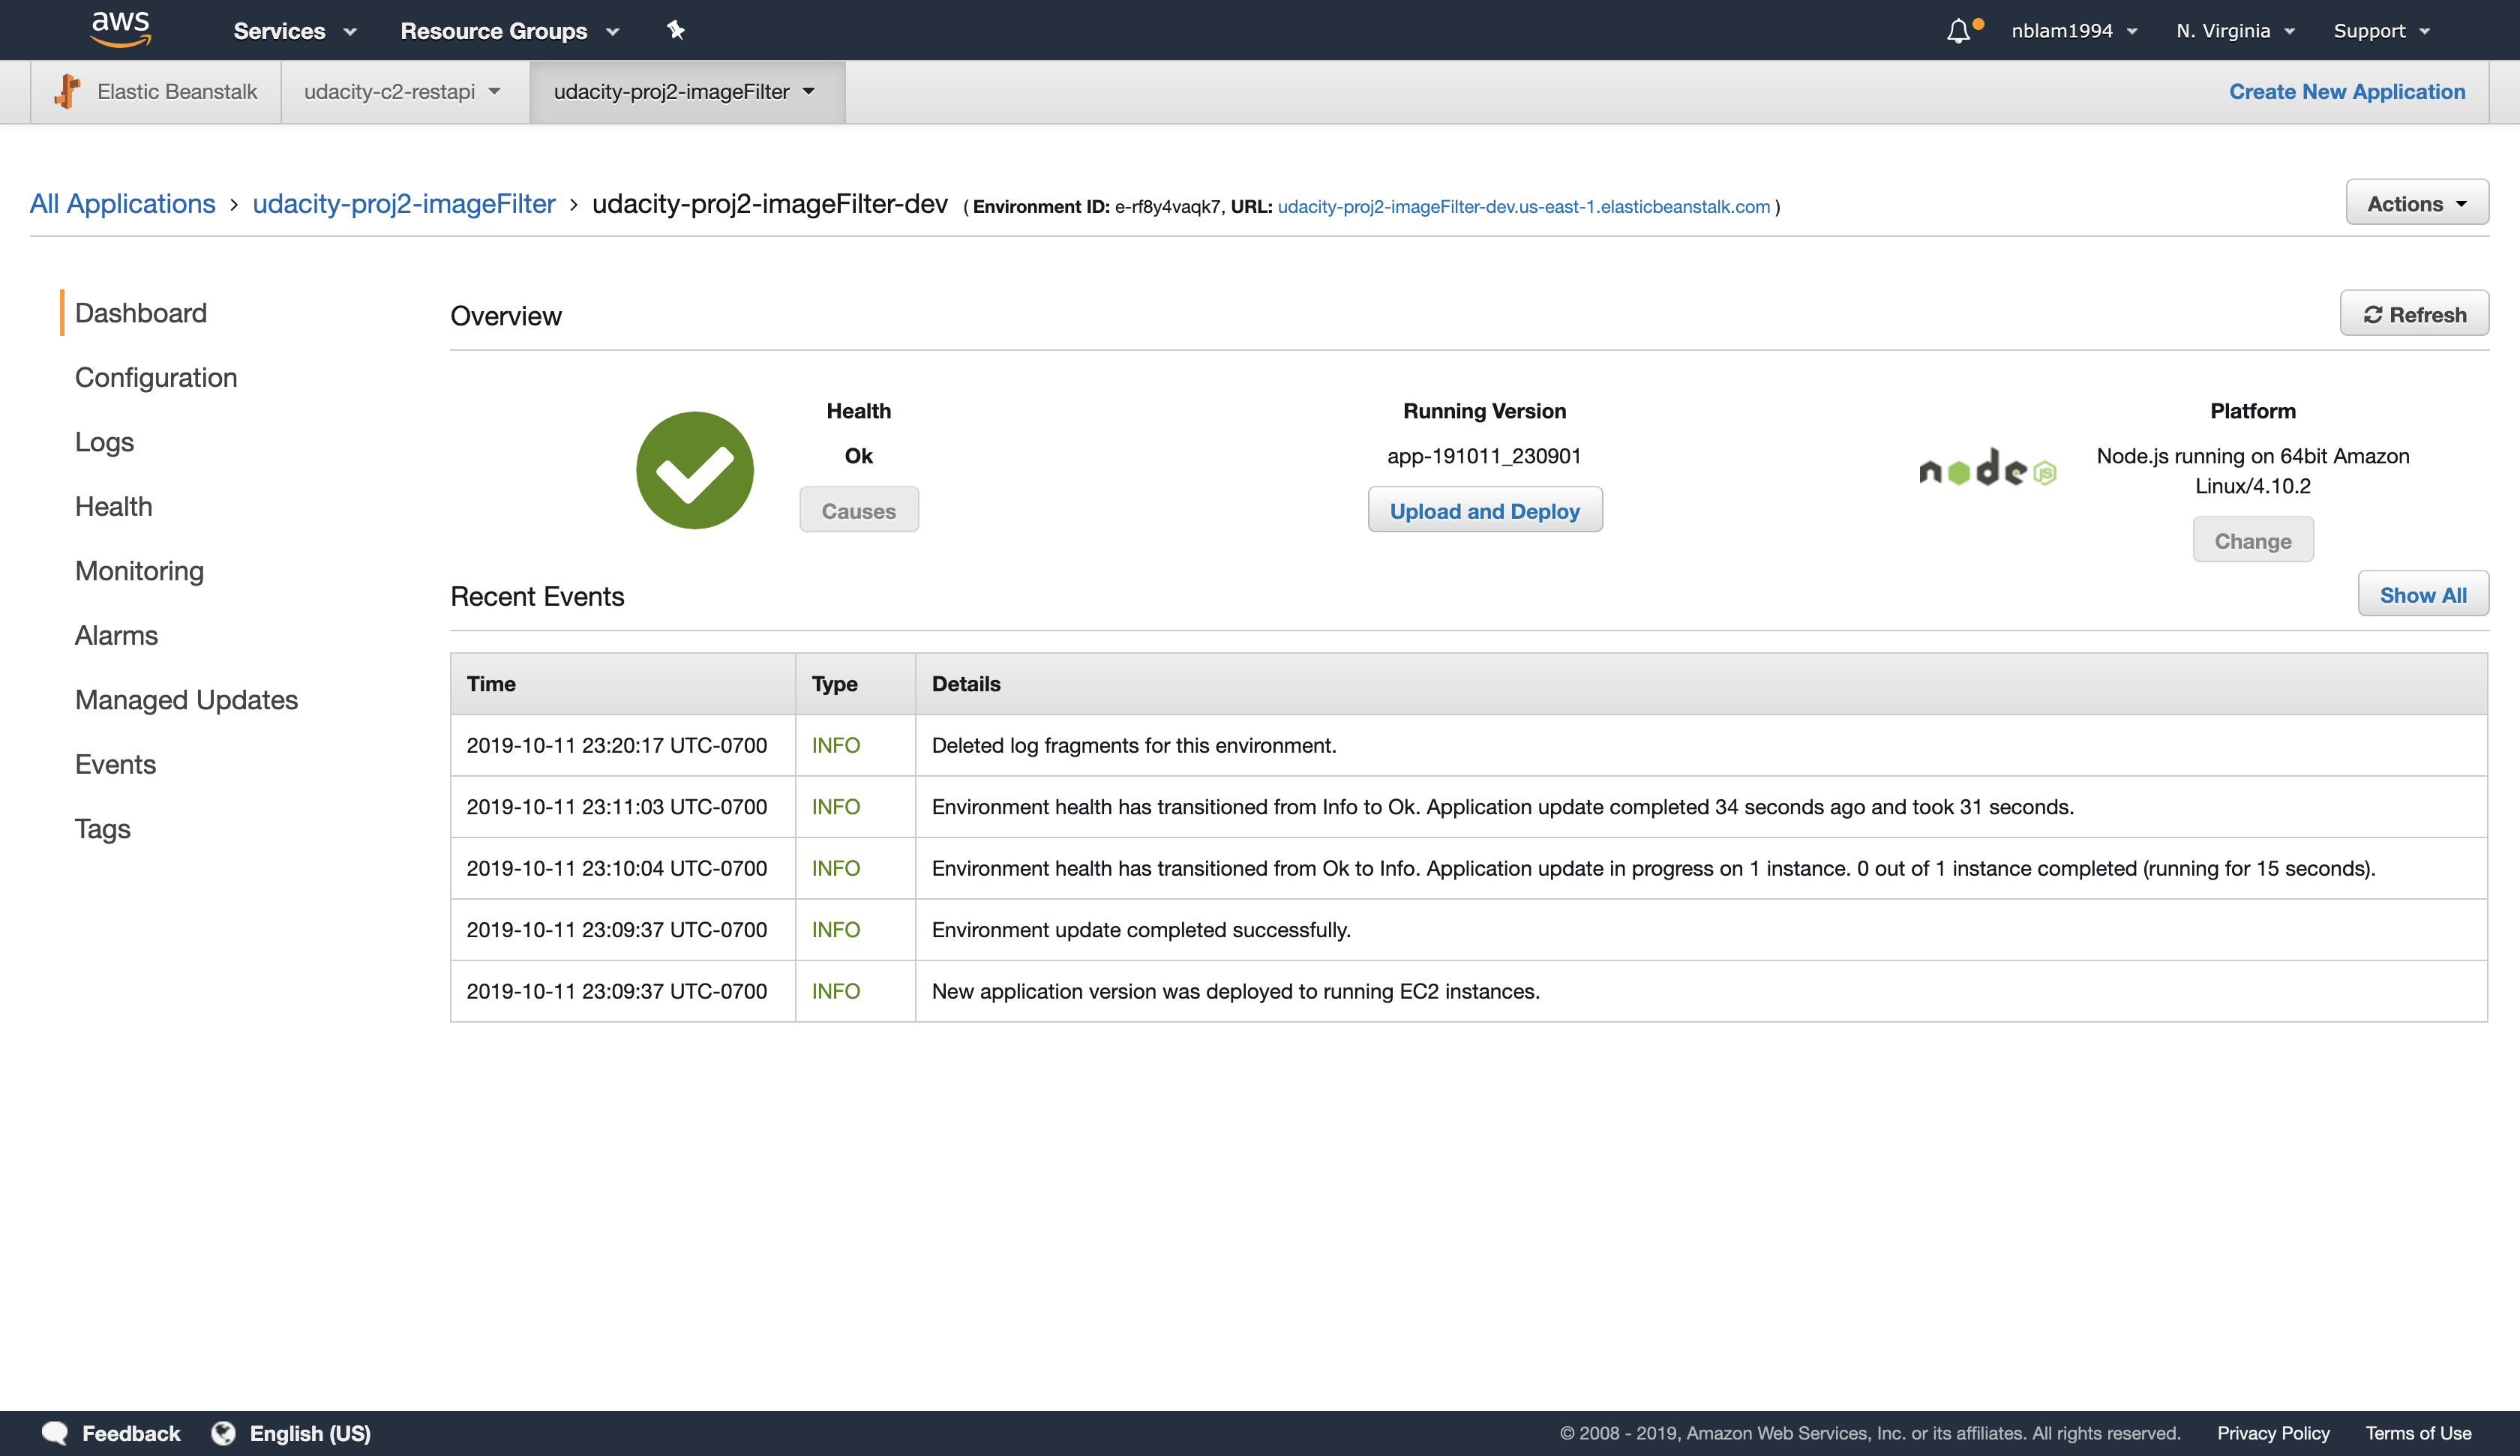 aws Services Resource Groups nblam1994 N. Virginia Support
Elastic Beanstalk udacity-c2-restapi udacity-proj2-imageFilter Create New Application
All Applications › udacity-proj2-imageFilter › udacity-proj2-imageFilter-dev ( Environment ID: e-rf8y4vaqk7, URL: udacity-proj2-imageFilter-dev.us-east-1.elasticbeanstalk.com ) Actions
Dashboard
Configuration
Logs
Health
Monitoring
Alarms
Managed Updates
Events
Tags
Overview Refresh
Health
Ok
Causes
Running Version
app-191011_230901
Upload and Deploy
node JS
Platform
Node.js running on 64bit Amazon
Linux/4.10.2
Change
Recent Events Show All
Time Type Details
2019-10-11 23:20:17 UTC-0700 INFO Deleted log fragments for this environment.
2019-10-11 23:11:03 UTC-0700 INFO Environment health has transitioned from Info to Ok. Application update completed 34 seconds ago and took 31 seconds.
2019-10-11 23:10:04 UTC-0700 INFO Environment health has transitioned from Ok to Info. Application update in progress on 1 instance. 0 out of 1 instance completed (running for 15 seconds).
2019-10-11 23:09:37 UTC-0700 INFO Environment update completed successfully.
2019-10-11 23:09:37 UTC-0700 INFO New application version was deployed to running EC2 instances.
Feedback English (US) © 2008 - 2019, Amazon Web Services, Inc. or its affiliates. All rights reserved. Privacy Policy Terms of Use